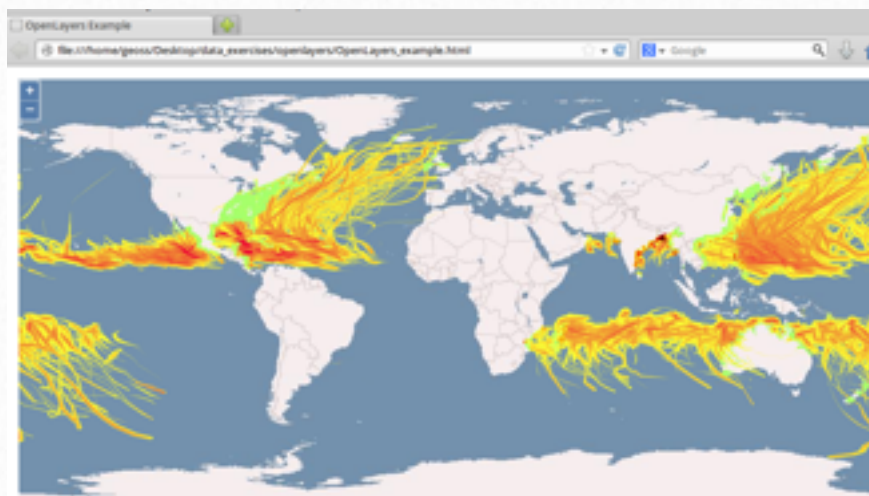 OpenLayers Example
file:///home/geoss/Desktop/data_exercises/openlayers/OpenLayers_example.html
Google
+
-